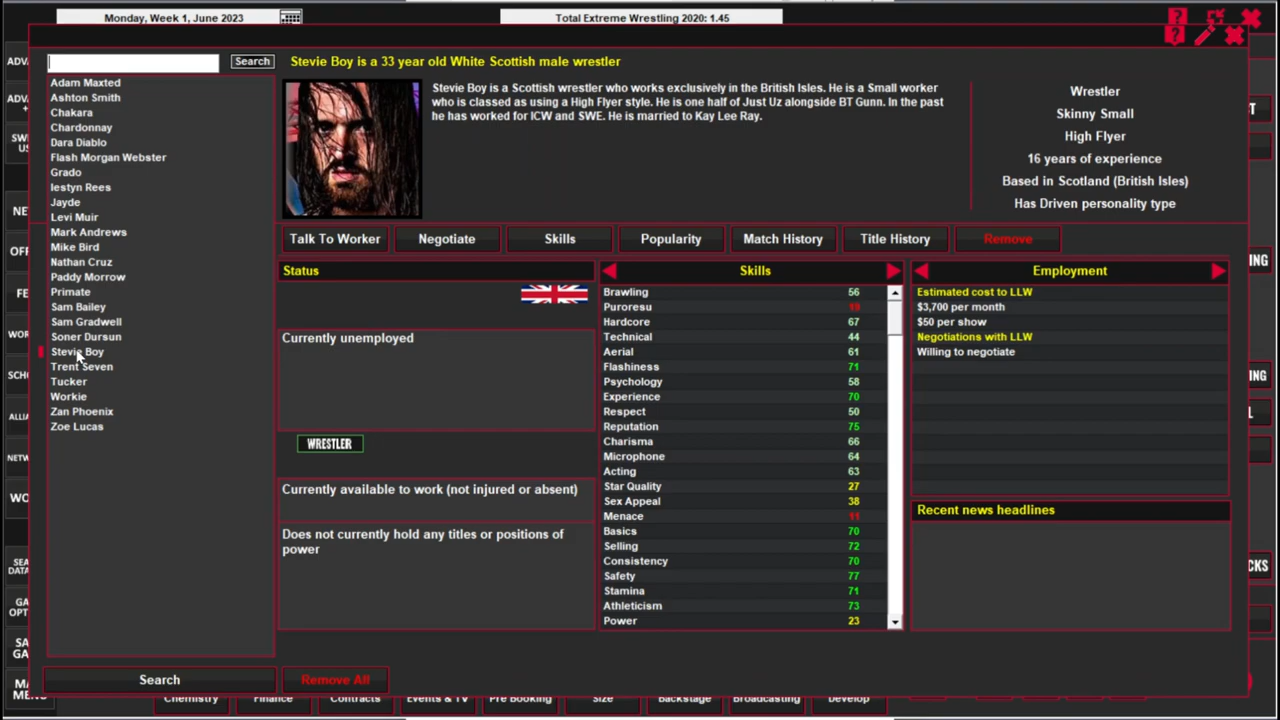 Monday, Week 1, June 2023
Total Extreme Wrestling 2020: 1.45
Search
Stevie Boy is a 33 year old White Scottish male wrestler
Adam Maxted
Ashton Smith
Chakara
Chardonnay
Dara Diablo
Flash Morgan Webster
Grado
Iestyn Rees
Jayde
Levi Muir
Mark Andrews
Mike Bird
Nathan Cruz
Paddy Morrow
Primate
Sam Bailey
Sam Gradwell
Soner Dursun
Stevie Boy
Trent Seven
Tucker
Workie
Zan Phoenix
Zoe Lucas
Stevie Boy is a Scottish wrestler who works exclusively in the British Isles. He is a Small worker
who is classed as using a High Flyer style. He is one half of Just Uz alongside BT Gunn. In the past
he has worked for ICW and SWE. He is married to Kay Lee Ray.
Wrestler
Skinny Small
High Flyer
16 years of experience
Based in Scotland (British Isles)
Has Driven personality type
Talk To Worker
Negotiate
Skills
Popularity
Match History
Title History
Remove
Status
Currently unemployed
WRESTLER
Currently available to work (not injured or absent)
Does not currently hold any titles or positions of
power
Skills
Brawling 56
Puroresu 19
Hardcore 67
Technical 44
Aerial 61
Flashiness 71
Psychology 58
Experience 70
Respect 50
Reputation 75
Charisma 66
Microphone 64
Acting 63
Star Quality 27
Sex Appeal 38
Menace 11
Basics 70
Selling 72
Consistency 70
Safety 77
Stamina 71
Athleticism 73
Power 23
Employment
Estimated cost to LLW
$3,700 per month
$50 per show
Negotiations with LLW
Willing to negotiate
Recent news headlines
Search
Remove All
Chemistry
Finance
Contracts
Events & TV
Pre Booking
Size
Backstage
Broadcasting
Develop